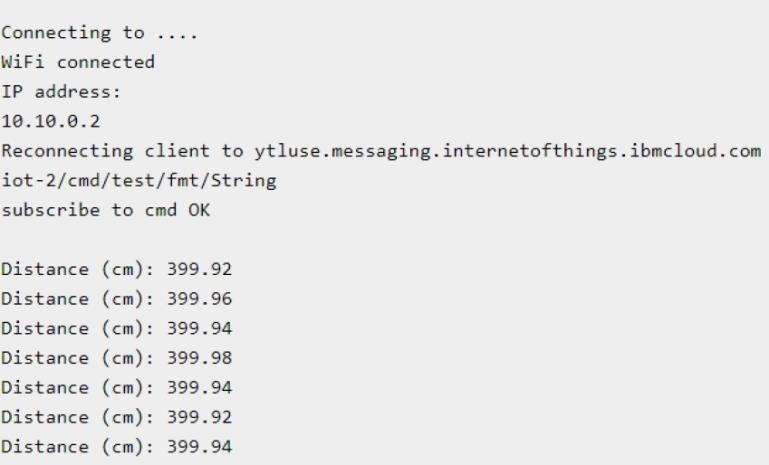 Connecting to ....
WiFi connected
IP address:
10.10.0.2
Reconnecting client to ytluse.messaging.internetofthings.ibmcloud.com
iot-2/cmd/test/fmt/String
subscribe to cmd OK
Distance (cm): 399.92
Distance (cm): 399.96
Distance (cm): 399.94
Distance (cm): 399.98
Distance (cm): 399.94
Distance (cm): 399.92
Distance (cm): 399.94